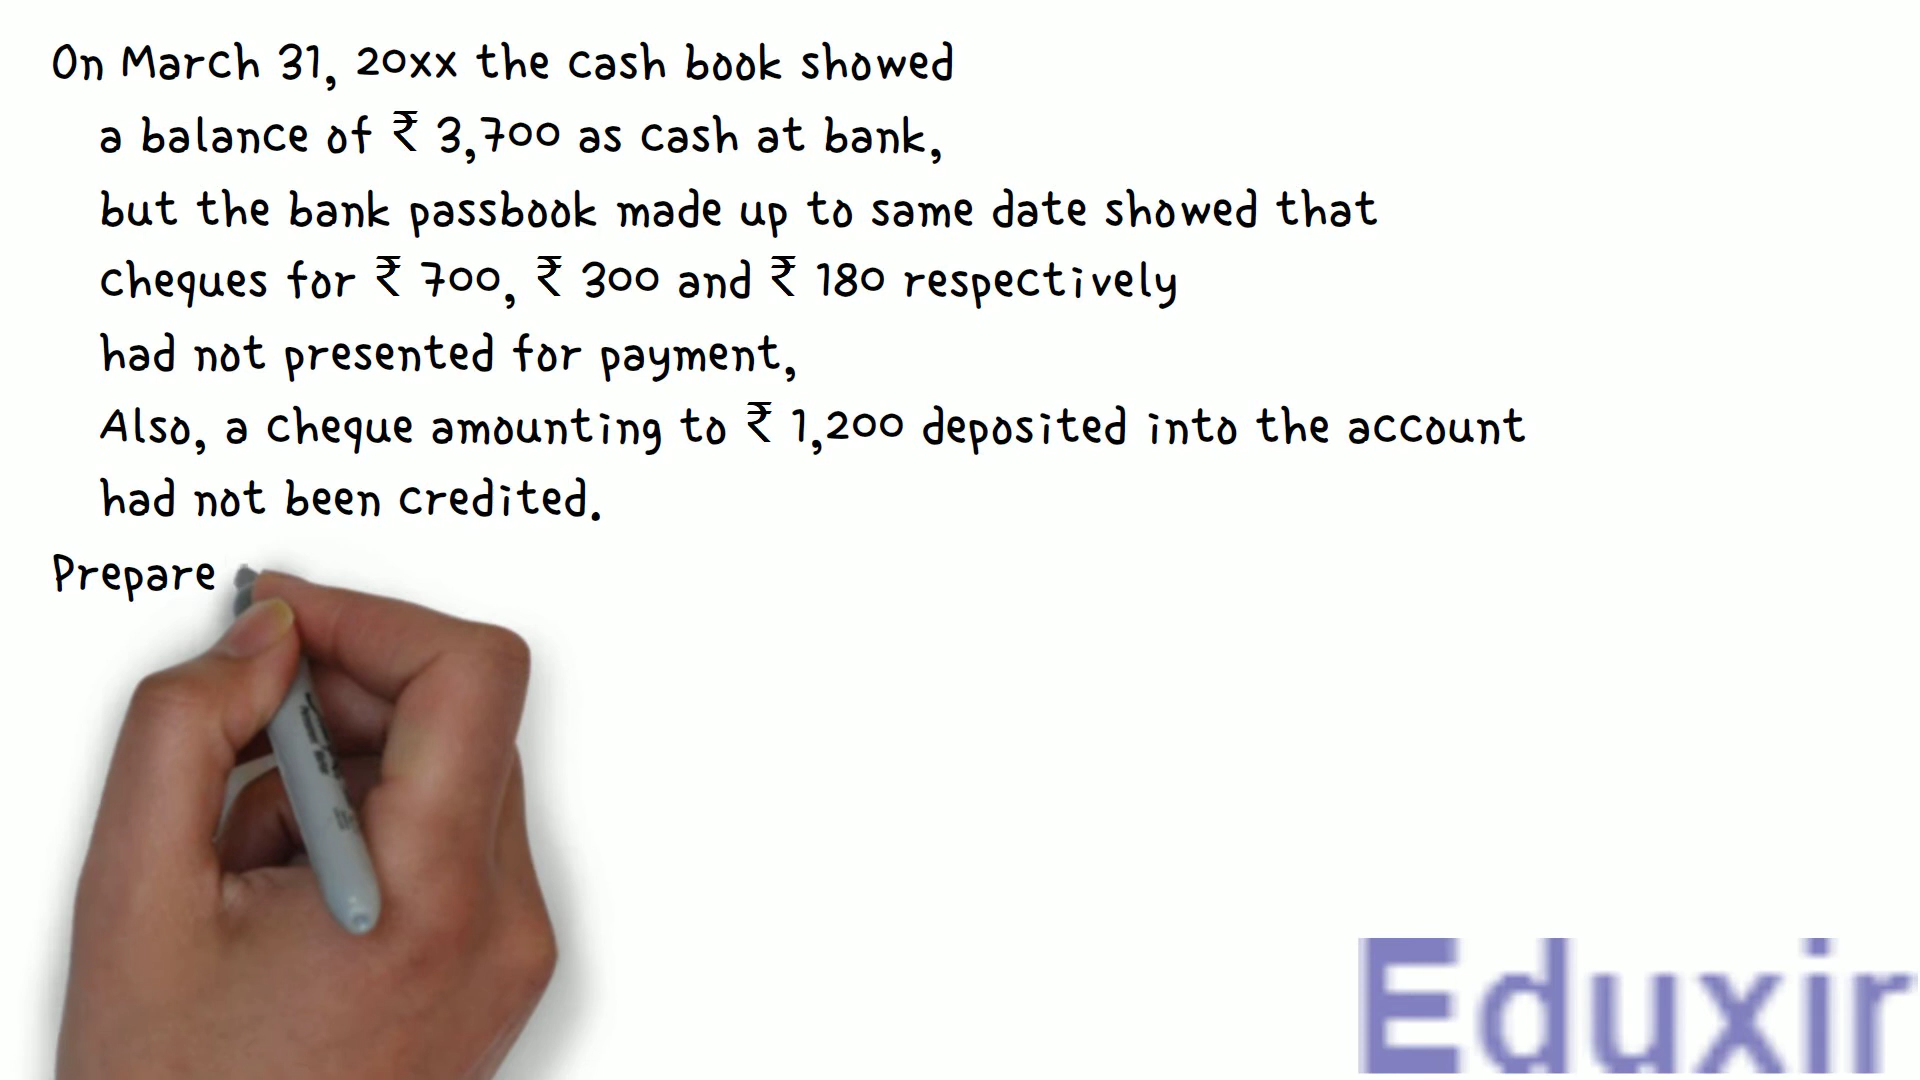 On March 31, 20xx the cash book showed
a balance of ₹ 3,700 as cash at bank,
but the bank passbook made up to same date showed that
cheques for ₹ 700, ₹ 300 and ₹ 180 respectively
had not presented for payment,
Also, a cheque amounting to ₹ 1,200 deposited into the account
had not been credited.
Prepare
Eduxir